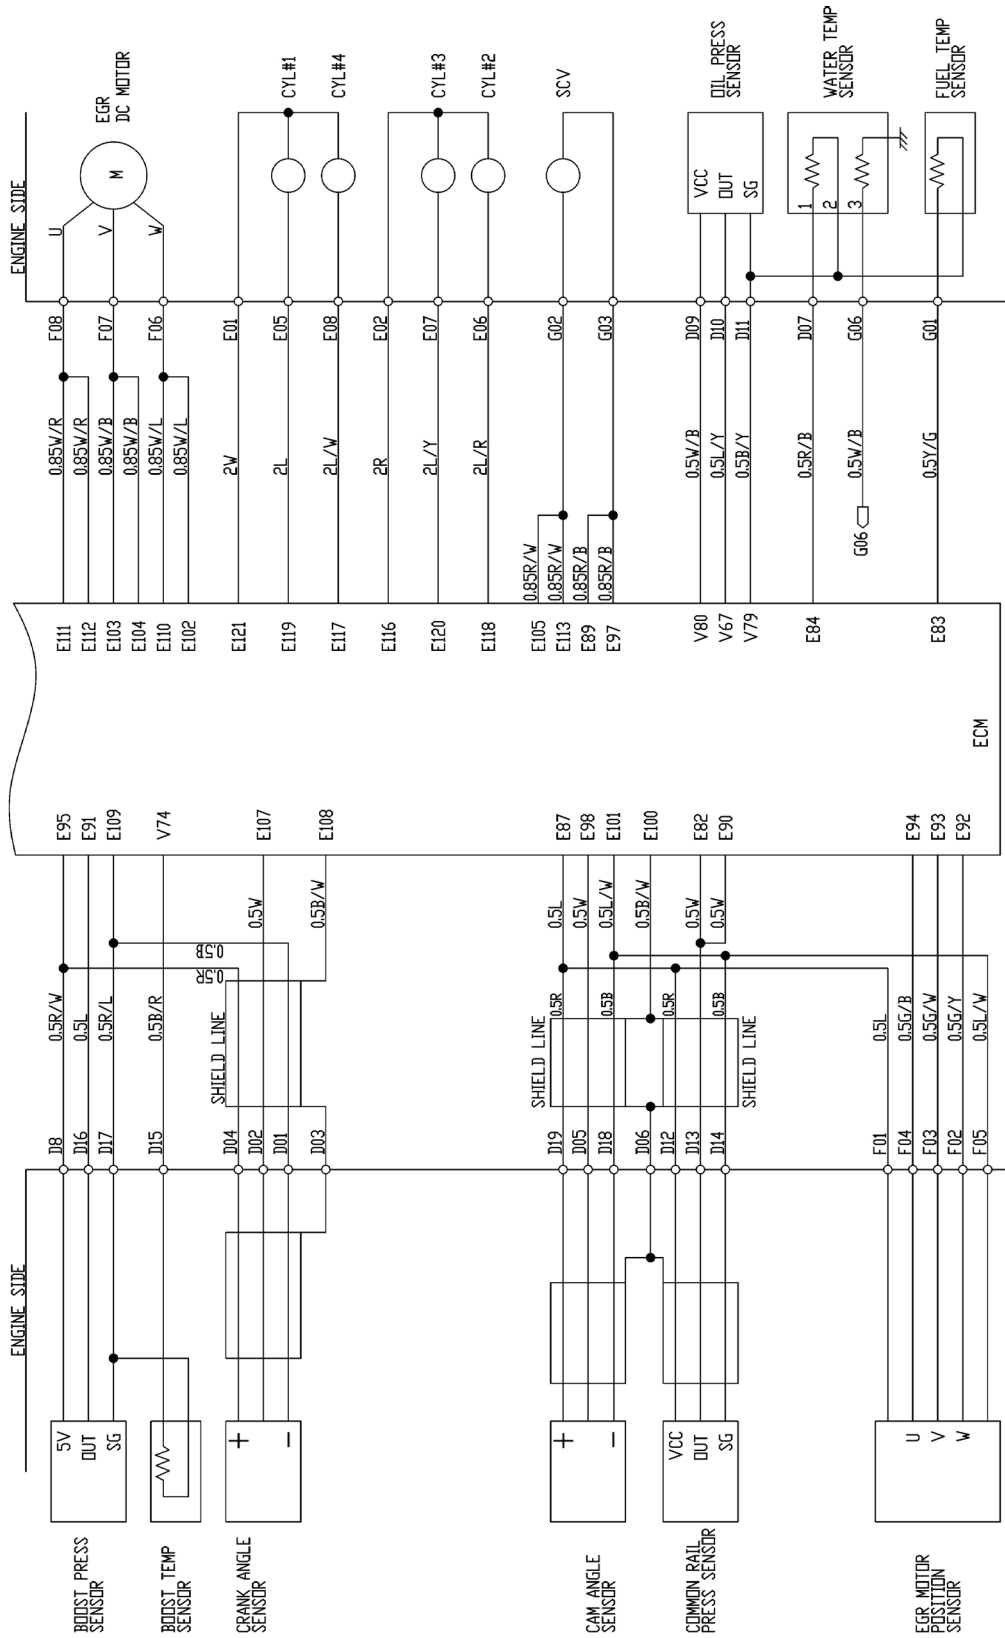 ENGINE SIDE
EGR
DC MOTOR
M
U
V
W
CYL#1
CYL#4
CYL#3
CYL#2
SCV
OIL PRESS
SENSOR
VCC
OUT
SG
WATER TEMP
SENSOR
1
2
3
FUEL TEMP
SENSOR
F08
F07
F06
E01
E05
E08
E02
E07
E06
G02
G03
D09
D10
D11
D07
G06
G01
0.85W/R
0.85W/R
0.85W/B
0.85W/B
0.85W/L
0.85W/L
2W
2L
2L/W
2R
2L/Y
2L/R
0.85R/W
0.85R/W
0.85R/B
0.85R/B
0.5W/B
0.5L/Y
0.5B/Y
0.5R/B
0.5W/B
G06
0.5Y/G
E111
E112
E103
E104
E110
E102
E121
E119
E117
E116
E120
E118
E105
E113
E89
E97
V80
V67
V79
E84
E83
ECM
E95
E91
E109
V74
E107
E108
E87
E98
E101
E100
E82
E90
E94
E93
E92
0.5R/W
0.5L
0.5R/L
0.5B/R
0.5R
0.5B
0.5W
0.5B/W
SHIELD LINE
0.5L
0.5W
0.5L/W
0.5B/W
0.5W
0.5W
0.5R
0.5B
0.5R
0.5B
SHIELD LINE
SHIELD LINE
0.5L
0.5G/B
0.5G/W
0.5G/Y
0.5L/W
D8
D16
D17
D15
D04
D02
D01
D03
D19
D05
D18
D06
D12
D13
D14
F01
F04
F03
F02
F05
ENGINE SIDE
5V
OUT
SG
+
-
+
-
VCC
OUT
SG
U
V
W
BOOST PRESS
SENSOR
BOOST TEMP
SENSOR
CRANK ANGLE
SENSOR
CAM ANGLE
SENSOR
COMMON RAIL
PRESS SENSOR
EGR MOTOR
POSITION
SENSOR